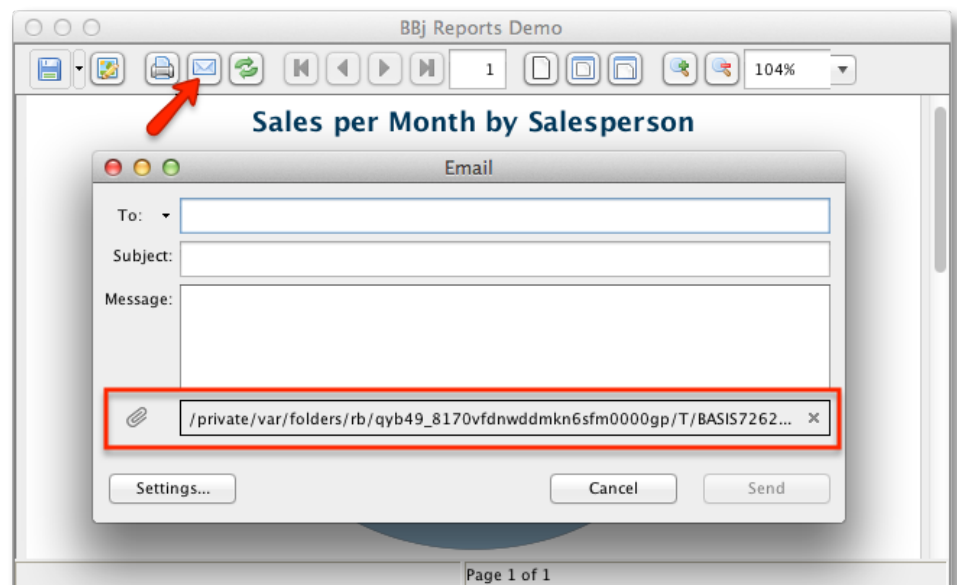 BBj Reports Demo
1
104%
Sales per Month by Salesperson
Email
To:
Subject:
Message:
/private/var/folders/rb/qyb49_8170vfdnwddmkn6sfm0000gp/T/BASIS7262...
Settings...
Cancel
Send
Page 1 of 1